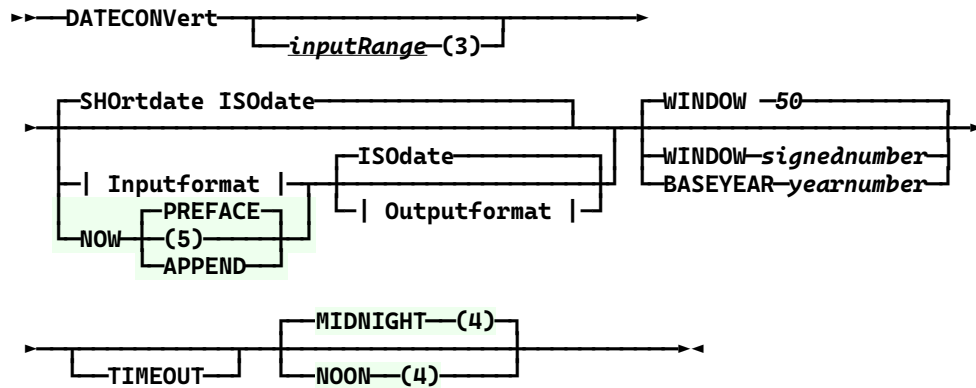 DATECONVert
inputRange (3)
SHOrtdate ISOdate
WINDOW -50
ISOdate
WINDOW signednumber
Inputformat
BASEYEAR yearnumber
PREFACE
Outputformat
NOW
(5)
APPEND
MIDNIGHT (4)
TIMEOUT
NOON (4)